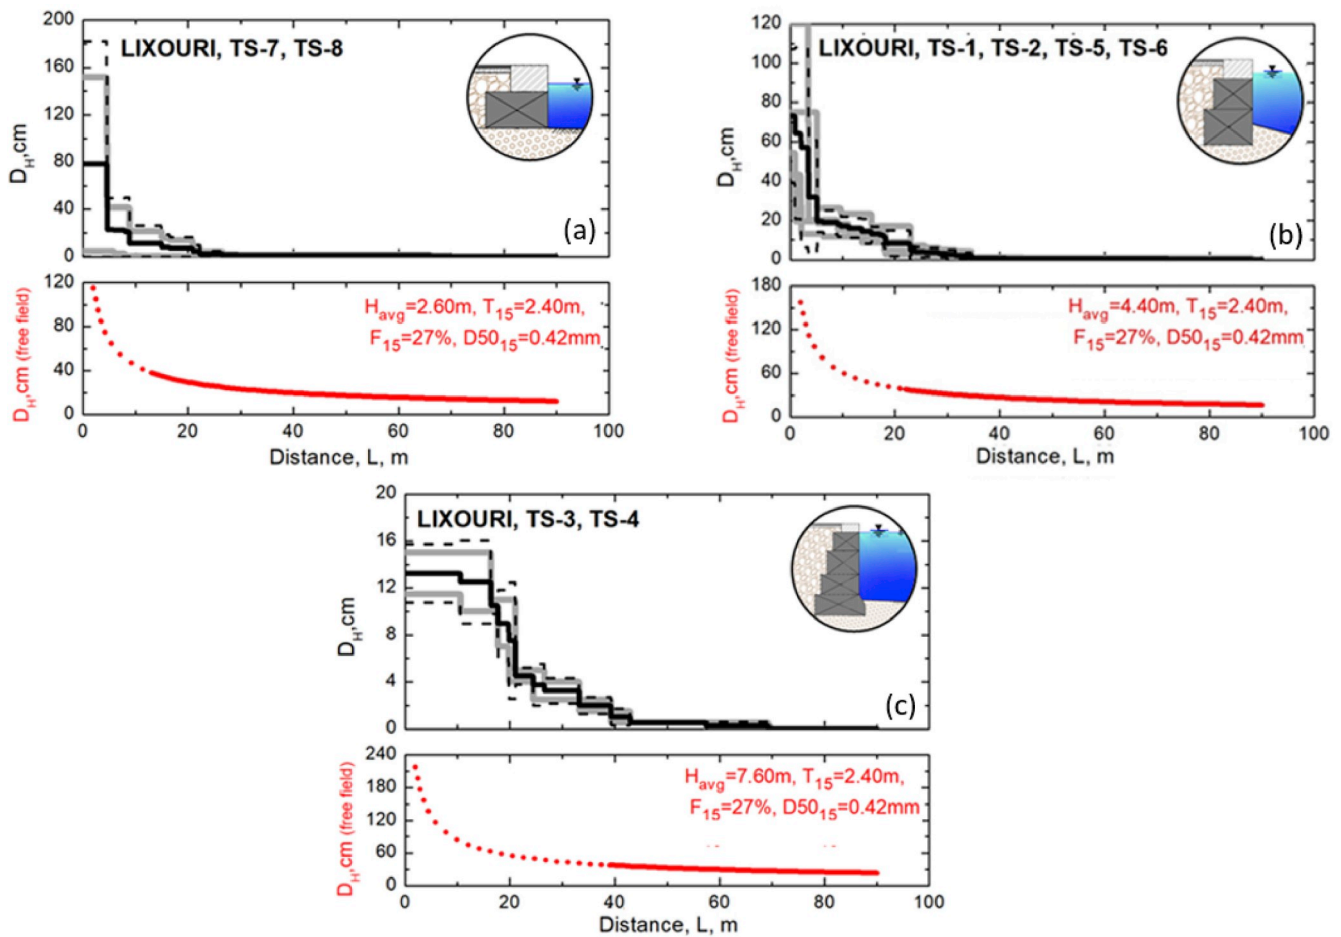 LIXOURI, TS-7, TS-8
200
160
120
80
40
0
D_H,cm
(a)
H_avg=2.60m, T_15=2.40m,
F_15=27%, D50_15=0.42mm
120
80
40
0
D_H,cm (free field)
0 20 40 60 80 100
Distance, L, m
LIXOURI, TS-1, TS-2, TS-5, TS-6
120
100
80
60
40
20
0
D_H,cm
(b)
H_avg=4.40m, T_15=2.40m,
F_15=27%, D50_15=0.42mm
180
120
60
0
D_H,cm (free field)
0 20 40 60 80 100
Distance, L, m
LIXOURI, TS-3, TS-4
20
16
12
8
4
0
D_H,cm
(c)
H_avg=7.60m, T_15=2.40m,
F_15=27%, D50_15=0.42mm
240
180
120
60
0
D_H,cm (free field)
0 20 40 60 80 100
Distance, L, m